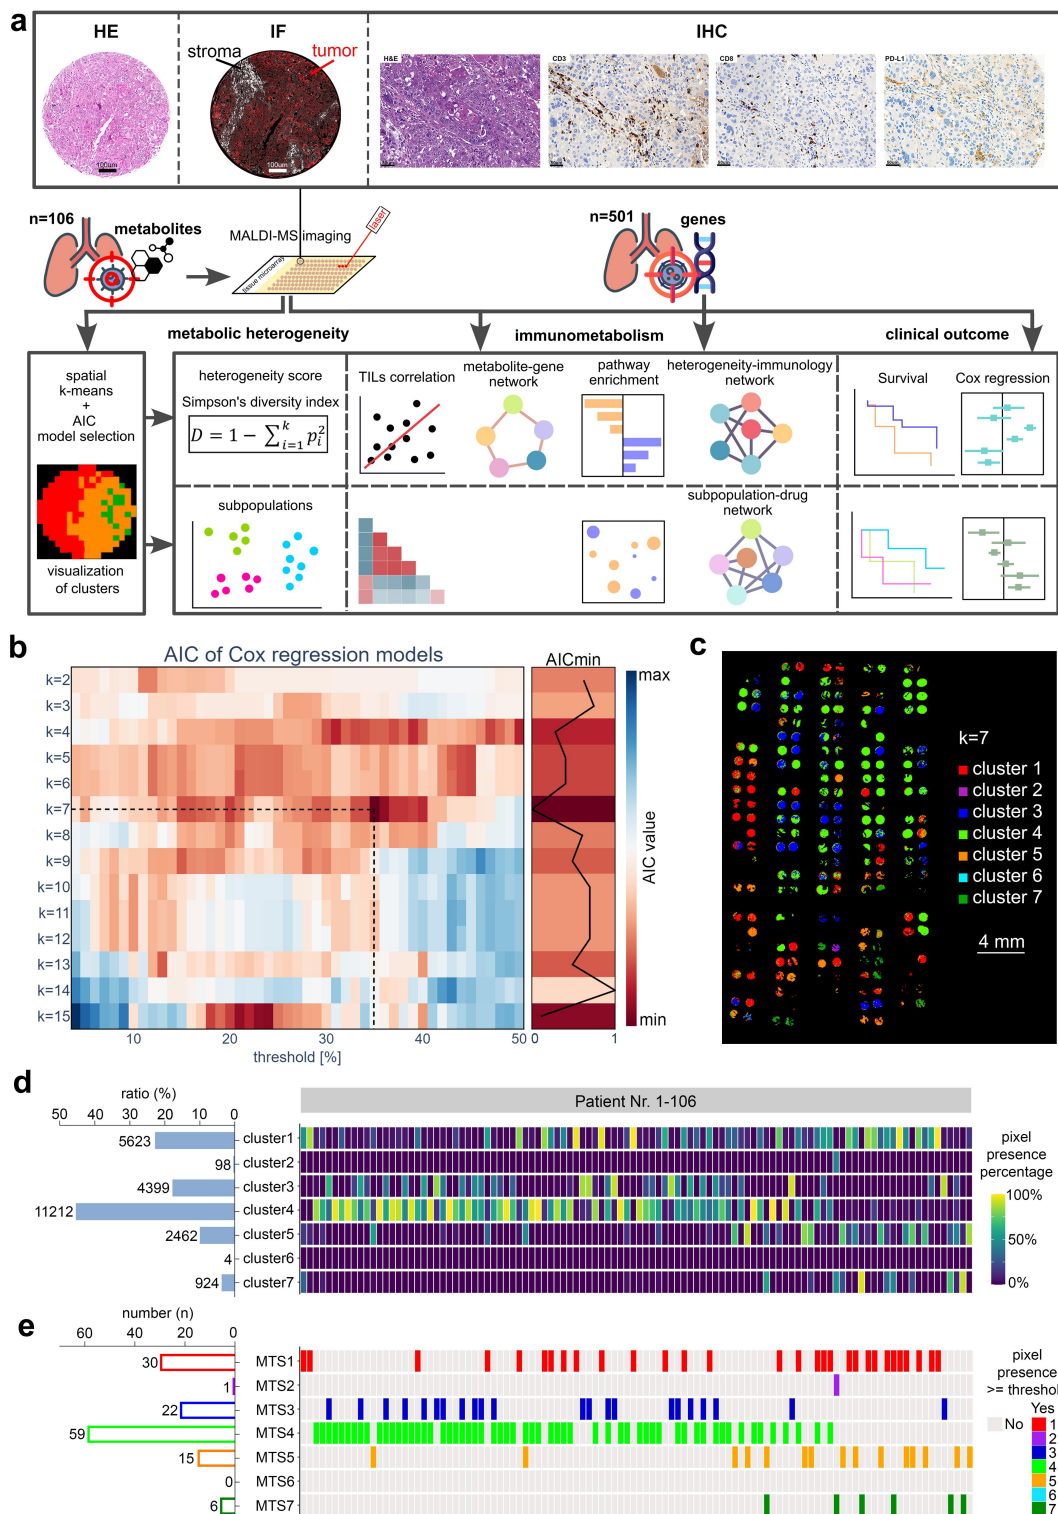 a
HE
IF
IHC
stroma
tumor
100um
100um
H&E
CD3
CD8
PD-L1
n=106
metabolites
MALDI-MS imaging
laser
tissue microarray
n=501
genes
metabolic heterogeneity
immunometabolism
clinical outcome
spatial
k-means
+
AIC
model selection
visualization
of clusters
heterogeneity score
Simpson's diversity index
D = 1 − ∑_{i=1}^{k} p_i^2
subpopulations
TILs correlation
metabolite-gene
network
pathway
enrichment
heterogeneity-immunology
network
subpopulation-drug
network
Survival
Cox regression
b
AIC of Cox regression models
AICmin
k=2
k=3
k=4
k=5
k=6
k=7
k=8
k=9
k=10
k=11
k=12
k=13
k=14
k=15
10 20 30 40 50
threshold [%]
0 1
max
AIC value
min
c
k=7
cluster 1
cluster 2
cluster 3
cluster 4
cluster 5
cluster 6
cluster 7
4 mm
d
ratio (%)
50 40 30 20 10 0
Patient Nr. 1-106
5623 cluster1
98 cluster2
4399 cluster3
11212 cluster4
2462 cluster5
4 cluster6
924 cluster7
pixel
presence
percentage
100%
50%
0%
e
number (n)
60 40 20 0
30 MTS1
1 MTS2
22 MTS3
59 MTS4
15 MTS5
0 MTS6
6 MTS7
pixel
presence
>= threshold
Yes
No
1
2
3
4
5
6
7